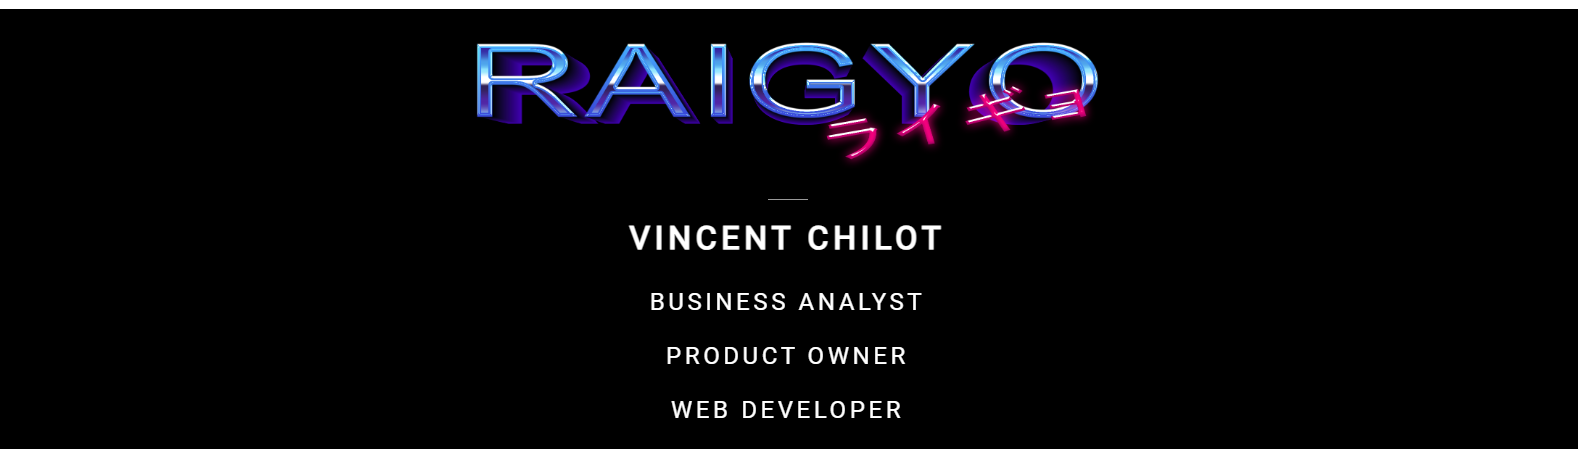 RAIGYO
ライギョ
VINCENT CHILOT
BUSINESS ANALYST
PRODUCT OWNER
WEB DEVELOPER